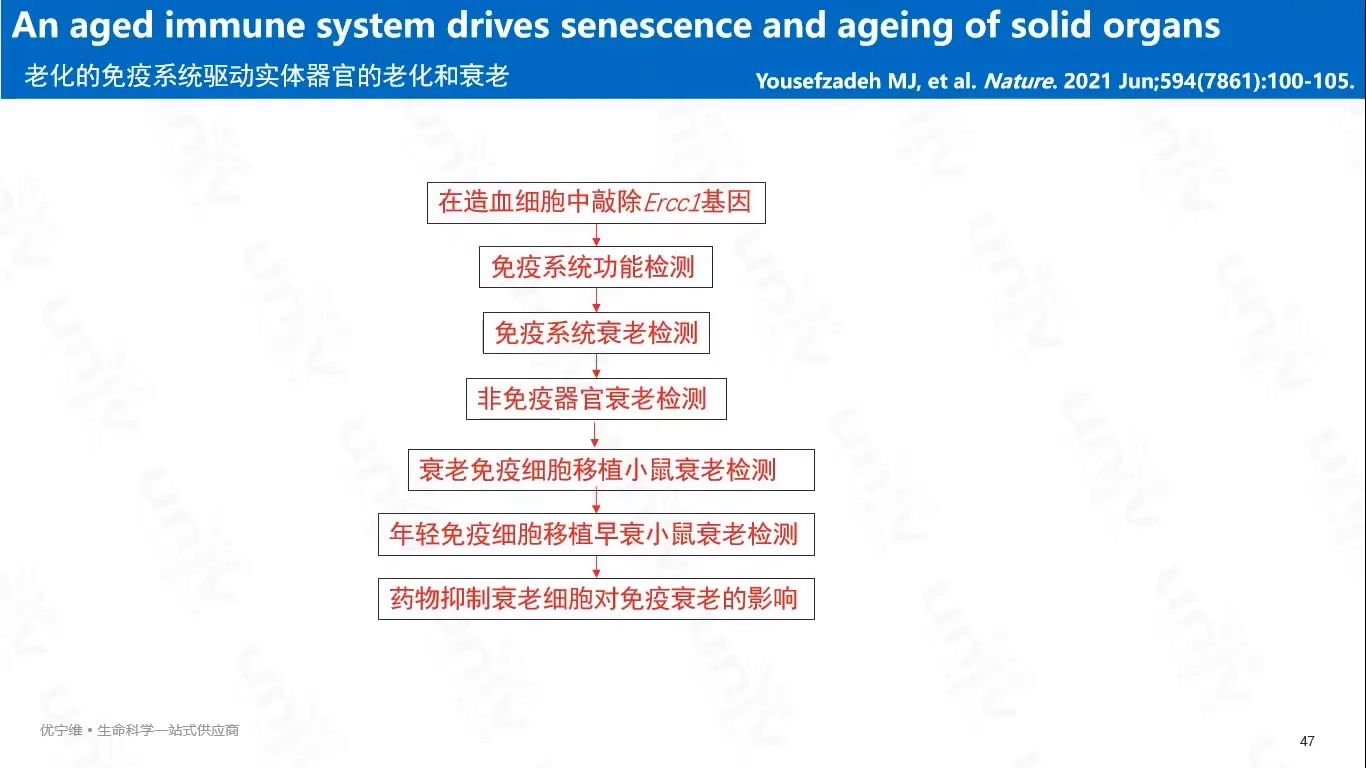 An aged immune system drives senescence and ageing of solid organs
老化的免疫系统驱动实体器官的老化和衰老
Yousefzadeh MJ, et al. Nature. 2021 Jun;594(7861):100-105.
在造血细胞中敲除Ercc1基因
免疫系统功能检测
免疫系统衰老检测
非免疫器官衰老检测
衰老免疫细胞移植小鼠衰老检测
年轻免疫细胞移植早衰小鼠衰老检测
药物抑制衰老细胞对免疫衰老的影响
优宁维 • 生命科学一站式供应商
47